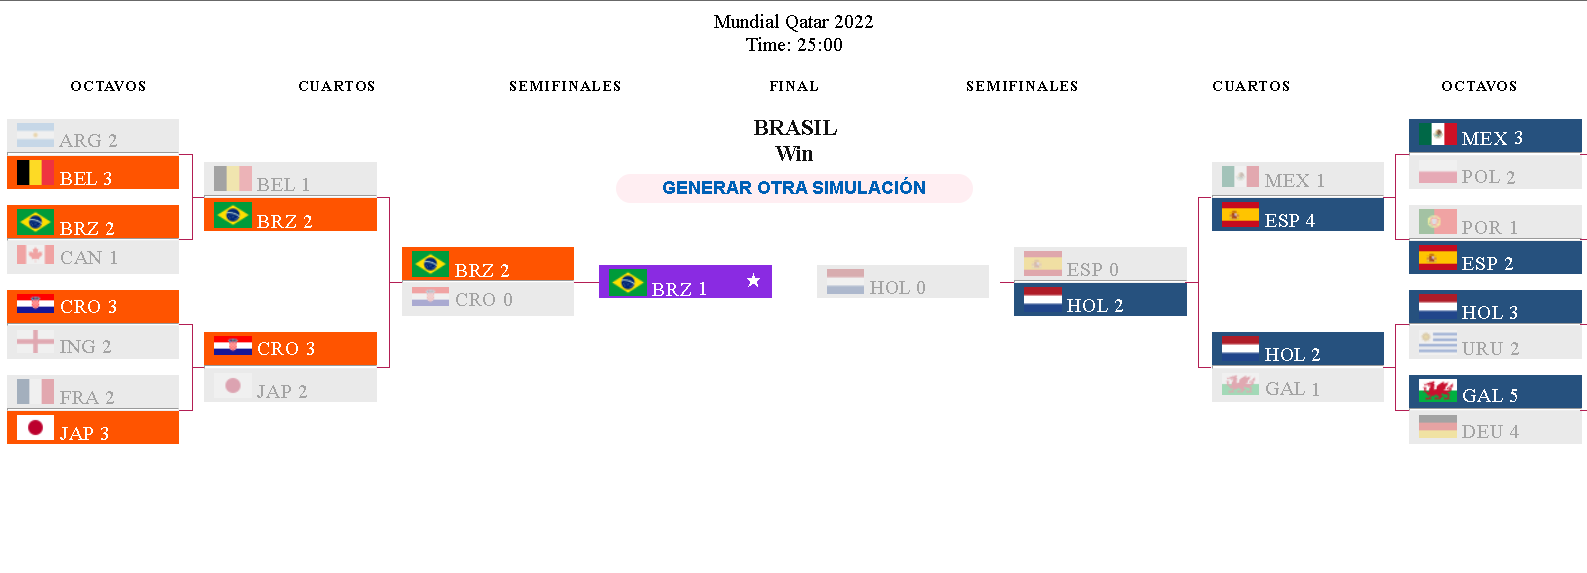 Mundial Qatar 2022
Time: 25:00
OCTAVOS
CUARTOS
SEMIFINALES
FINAL
SEMIFINALES
CUARTOS
OCTAVOS
ARG 2
BEL 3
BRZ 2
CAN 1
CRO 3
ING 2
FRA 2
JAP 3
BEL 1
BRZ 2
CRO 3
JAP 2
BRZ 2
CRO 0
BRASIL
Win
GENERAR OTRA SIMULACIÓN
BRZ 1 ★
HOL 0
ESP 0
HOL 2
MEX 1
ESP 4
HOL 2
GAL 1
MEX 3
POL 2
POR 1
ESP 2
HOL 3
URU 2
GAL 5
DEU 4